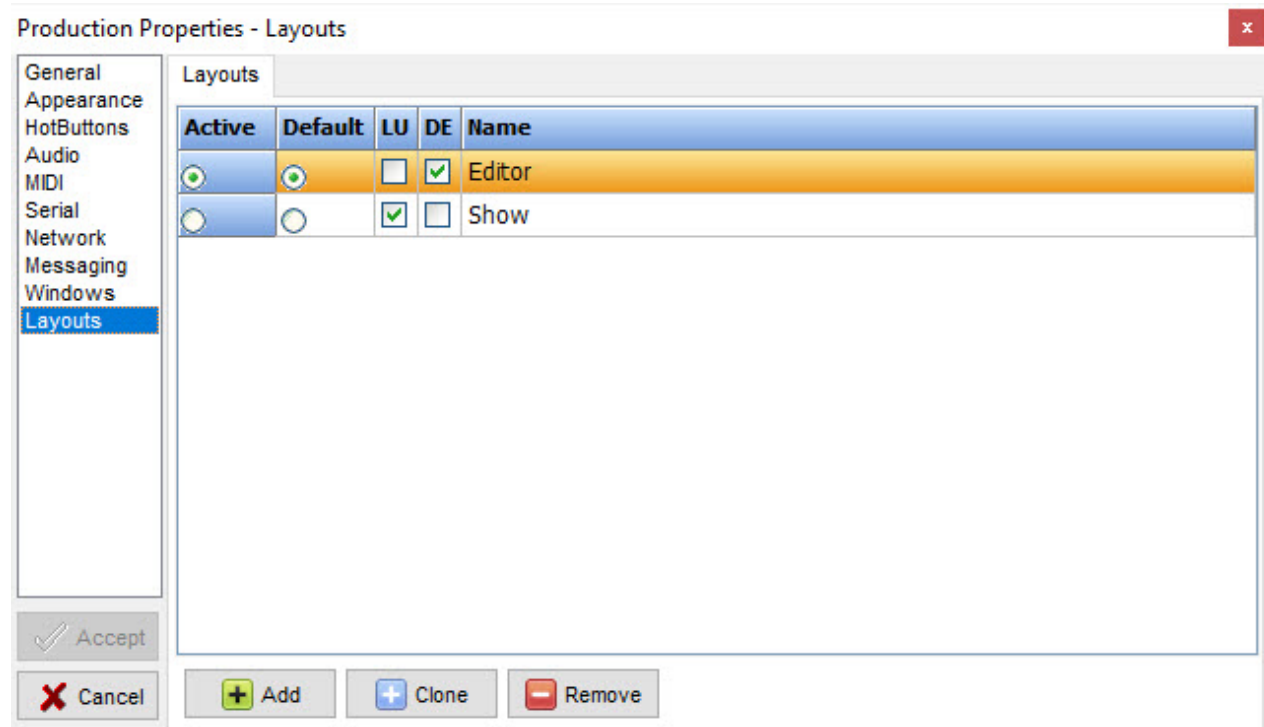 Production Properties - Layouts
x
General
Appearance
HotButtons
Audio
MIDI
Serial
Network
Messaging
Windows
Layouts
Accept
Cancel
Layouts
Active Default LU DE Name
Editor
Show
Add Clone Remove